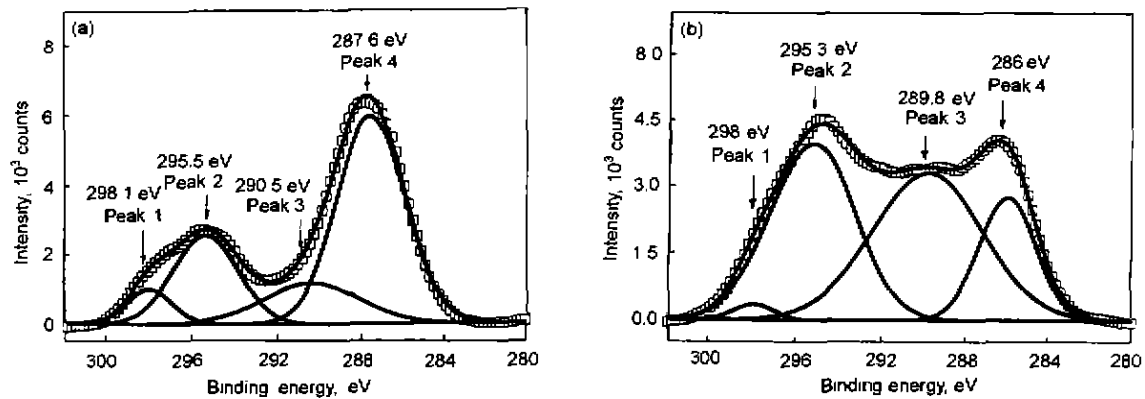 (a)
8
6
4
2
0
Intensity, 10³ counts
287 6 eV
Peak 4
295.5 eV
Peak 2
290 5 eV
Peak 3
298 1 eV
Peak 1
300 296 292 288 284 280
Binding energy, eV
(b)
8 0
4.5
3.0
1.5
0.0
Intensity, 10³ counts
295 3 eV
Peak 2
286 eV
Peak 4
289.8 eV
Peak 3
298 eV
Peak 1
300 296 292 288 284 280
Binding energy, eV